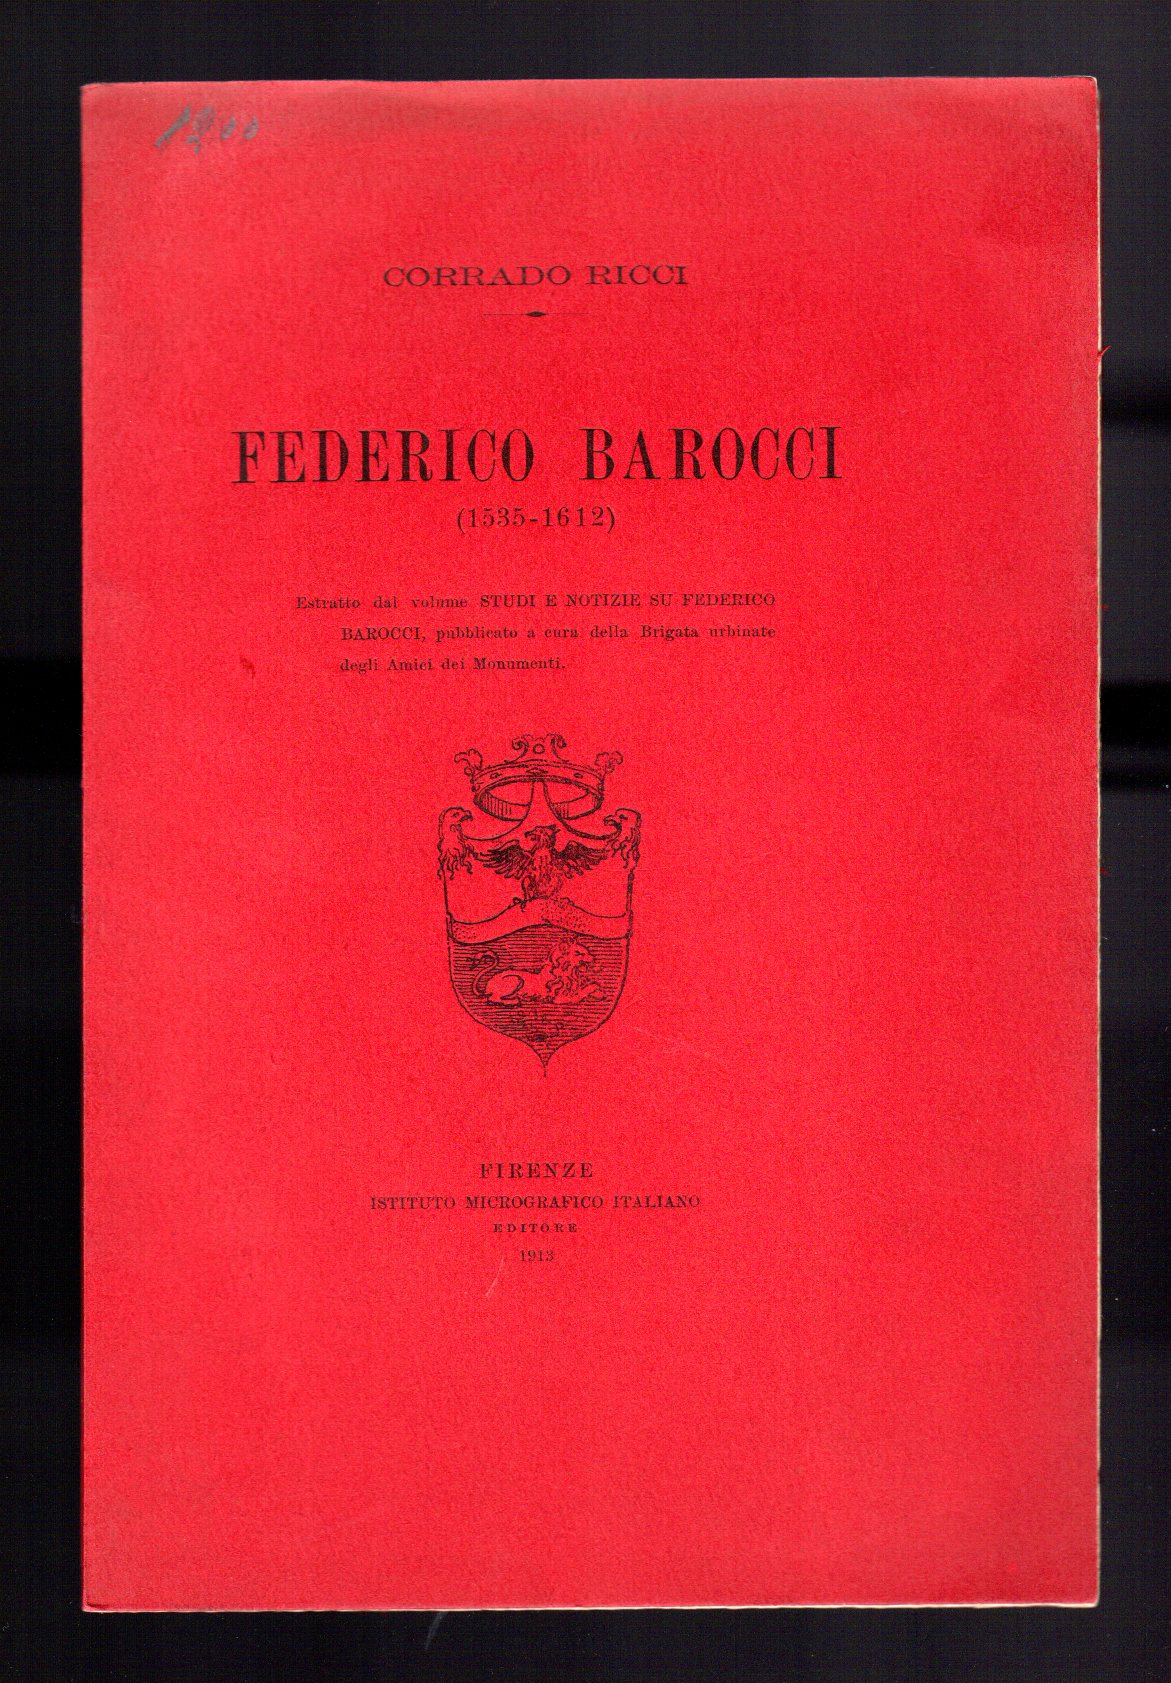 1200
CORRADO RICCI
FEDERICO BAROCCI
(1535-1612)
Estratto dal volume STUDI E NOTIZIE SU FEDERICO
BAROCCI, pubblicato a cura della Brigata urbinate
degli Amici dei Monumenti.
FIRENZE
ISTITUTO MICROGRAFICO ITALIANO
EDITORE
1913